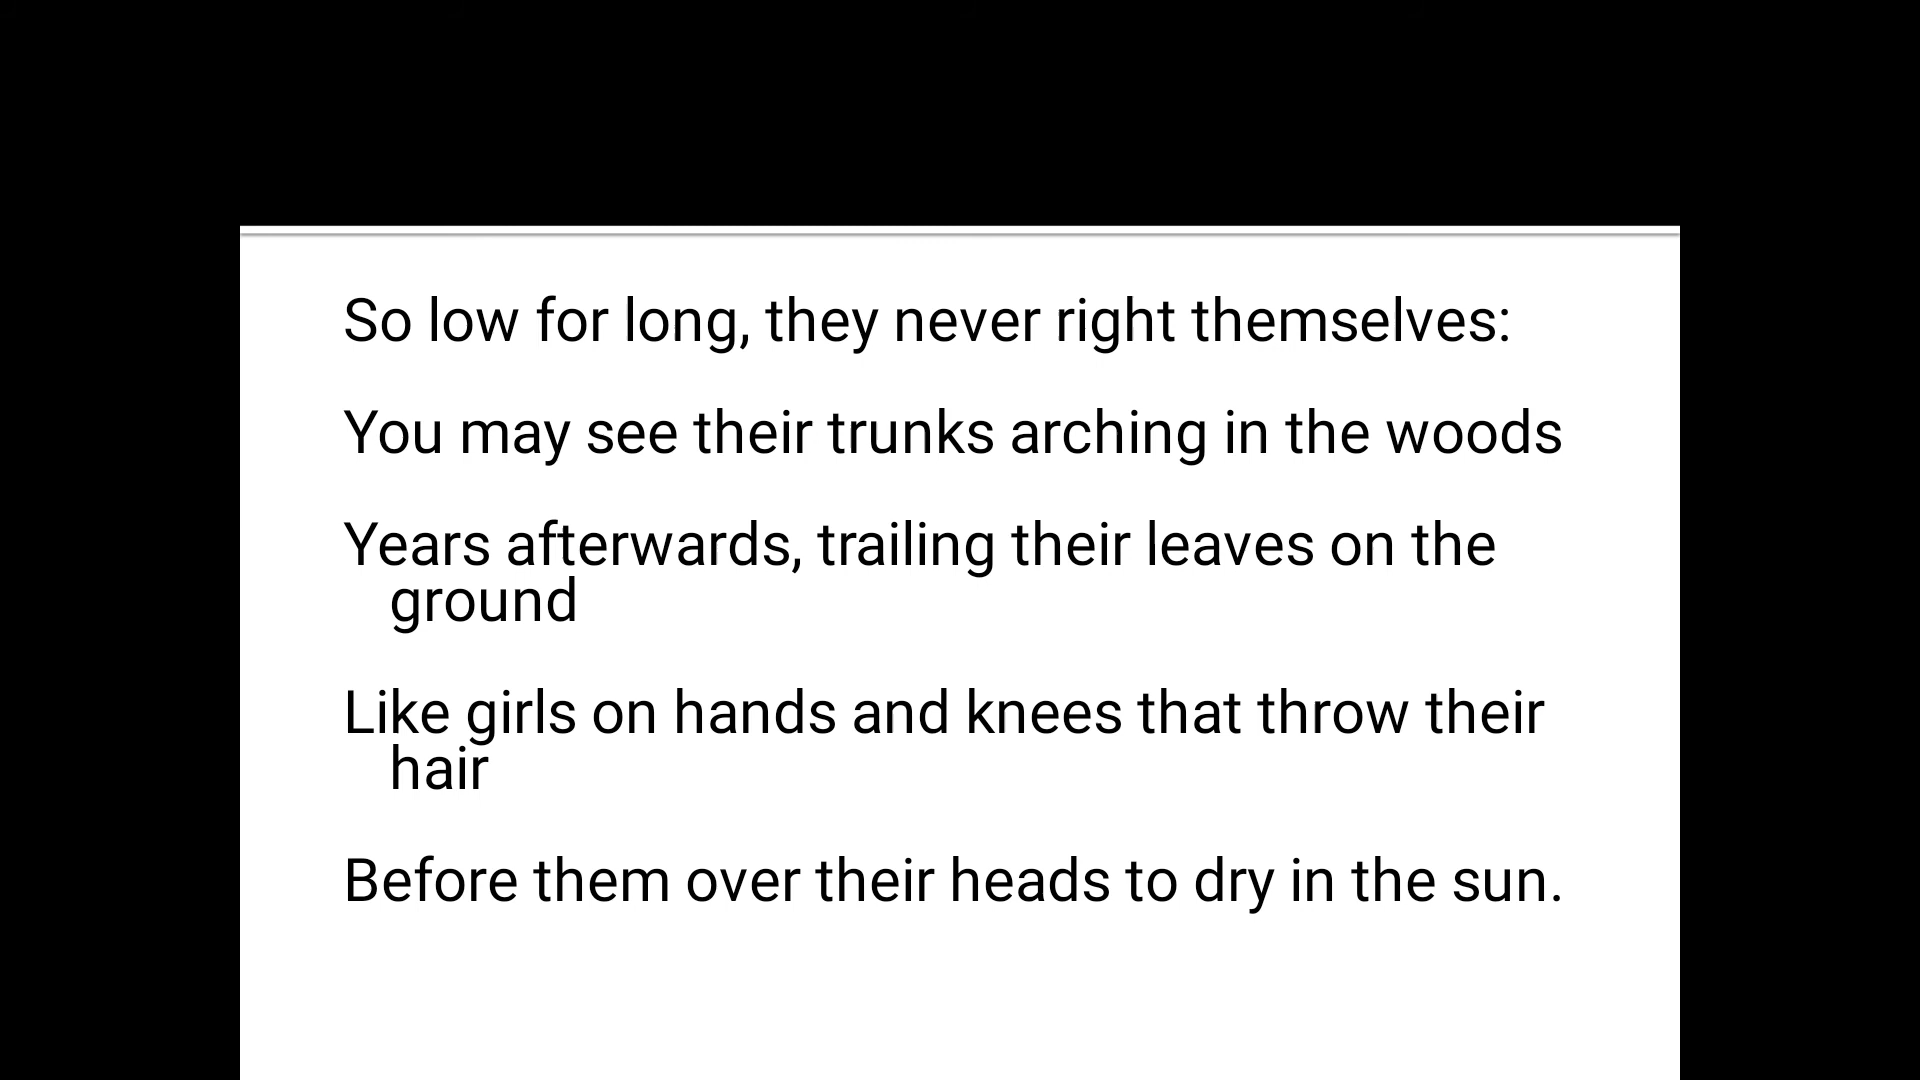 So low for long, they never right themselves:
You may see their trunks arching in the woods
Years afterwards, trailing their leaves on the
ground
Like girls on hands and knees that throw their
hair
Before them over their heads to dry in the sun.